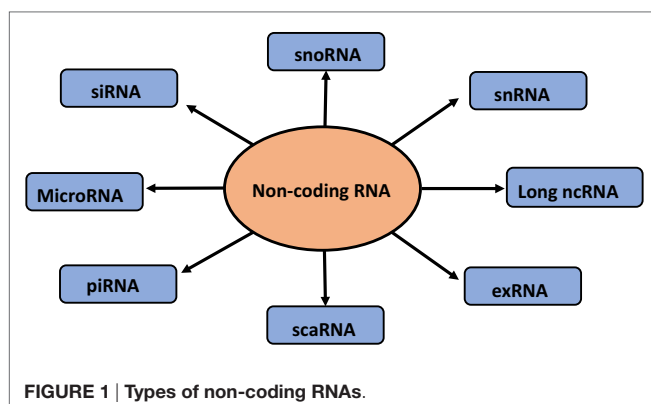 snoRNA
siRNA
snRNA
MicroRNA
Non-coding RNA
Long ncRNA
piRNA
exRNA
scaRNA
FIGURE 1 | Types of non-coding RNAs.